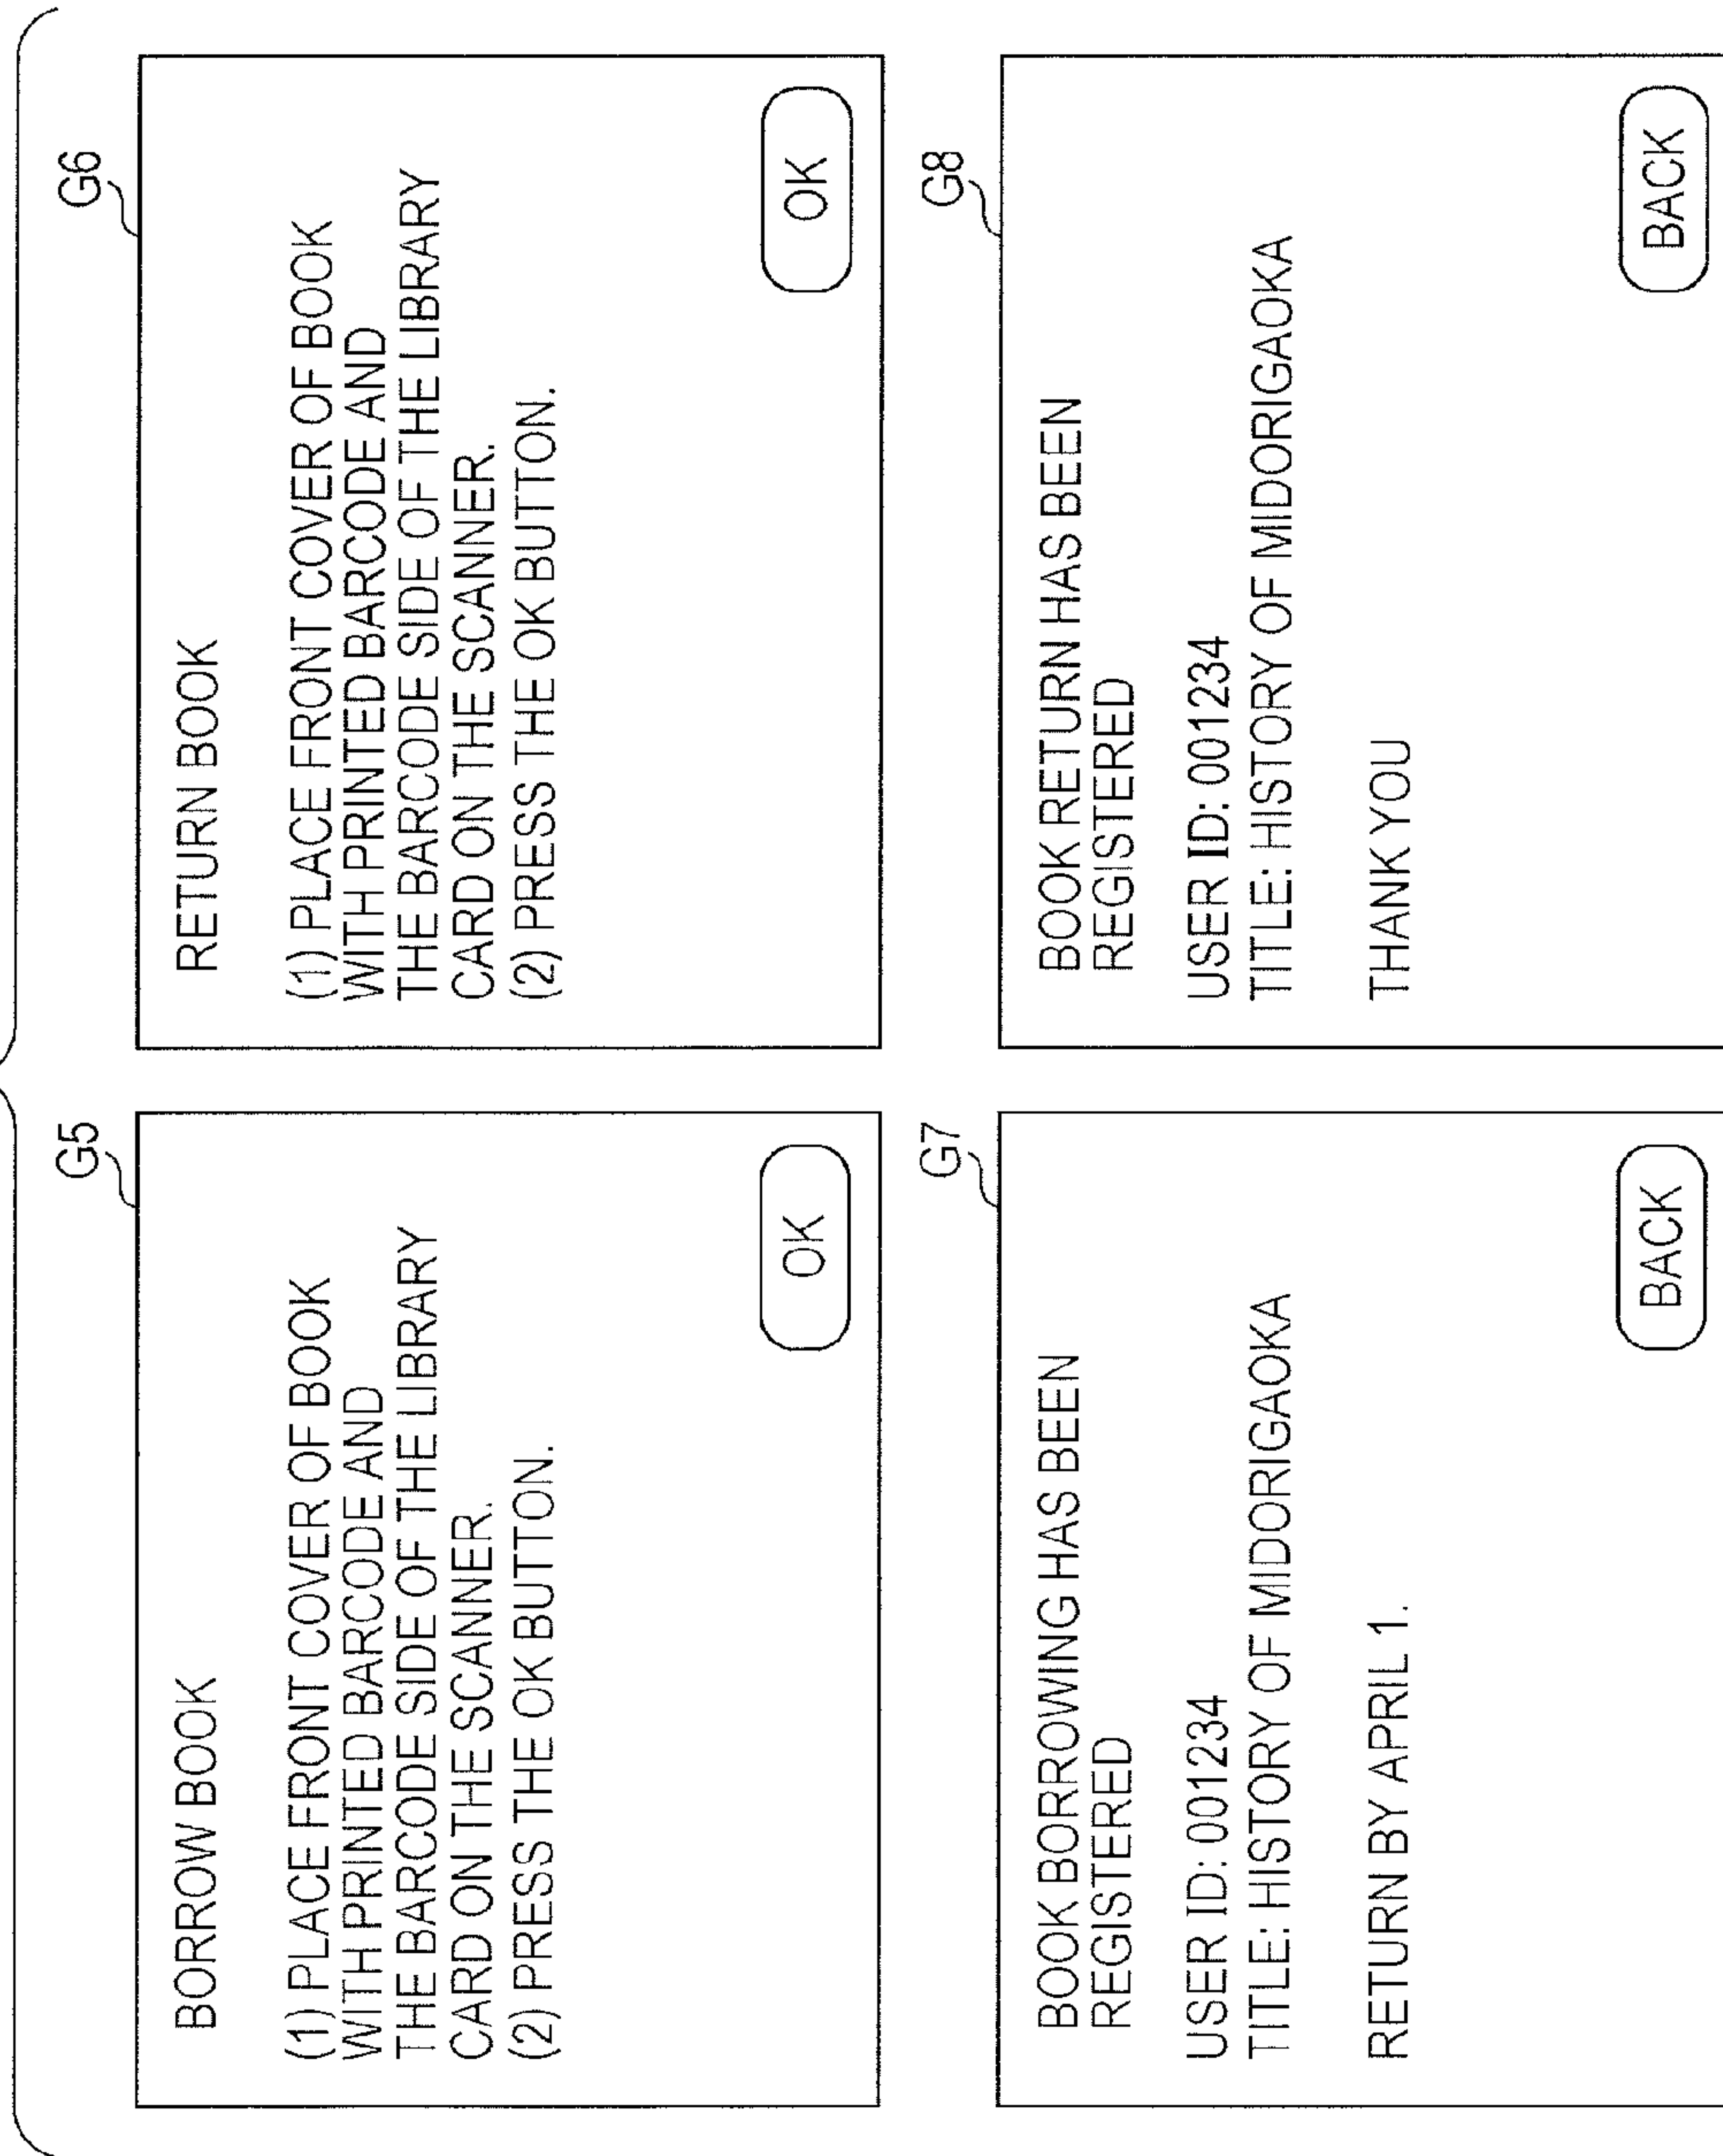 G5
BORROW BOOK
(1) PLACE FRONT COVER OF BOOK
WITH PRINTED BARCODE AND
THE BARCODE SIDE OF THE LIBRARY
CARD ON THE SCANNER.
(2) PRESS THE OK BUTTON.
OK
G6
RETURN BOOK
(1) PLACE FRONT COVER OF BOOK
WITH PRINTED BARCODE AND
THE BARCODE SIDE OF THE LIBRARY
CARD ON THE SCANNER.
(2) PRESS THE OK BUTTON.
OK
G7
BOOK BORROWING HAS BEEN
REGISTERED
USER ID: 001234
TITLE: HISTORY OF MIDORIGAOKA
RETURN BY APRIL 1.
BACK
G8
BOOK RETURN HAS BEEN
REGISTERED
USER ID: 001234
TITLE: HISTORY OF MIDORIGAOKA
THANK YOU
BACK